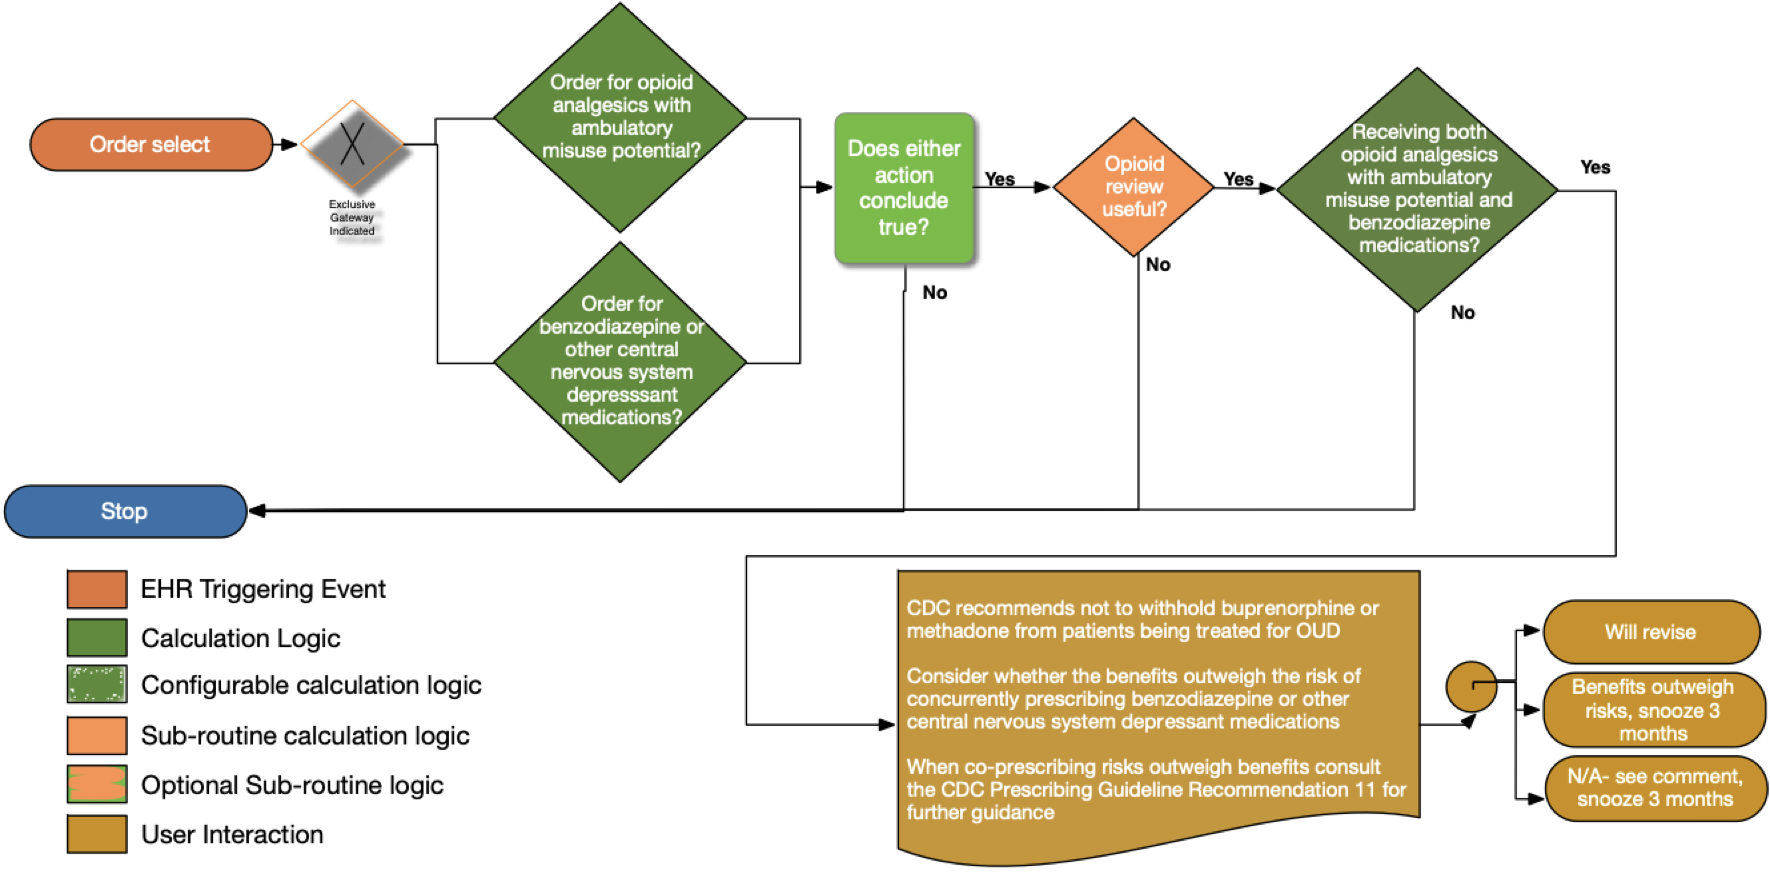 Order select
Exclusive
Gateway
Indicated
Order for opioid
analgesics with
ambulatory
misuse potential?
Order for
benzodiazepine or
other central
nervous system
depresssant
medications?
Does either
action
conclude
true?
Yes
No
Opioid
review
useful?
Yes
No
Receiving both
opioid analgesics
with ambulatory
misuse potential and
benzodiazepine
medications?
Yes
No
Stop
EHR Triggering Event
Calculation Logic
Configurable calculation logic
Sub-routine calculation logic
Optional Sub-routine logic
User Interaction
CDC recommends not to withhold buprenorphine or
methadone from patients being treated for OUD
Consider whether the benefits outweigh the risk of
concurrently prescribing benzodiazepine or other
central nervous system depressant medications
When co-prescribing risks outweigh benefits consult
the CDC Prescribing Guideline Recommendation 11 for
further guidance
Will revise
Benefits outweigh
risks, snooze 3
months
N/A- see comment,
snooze 3 months